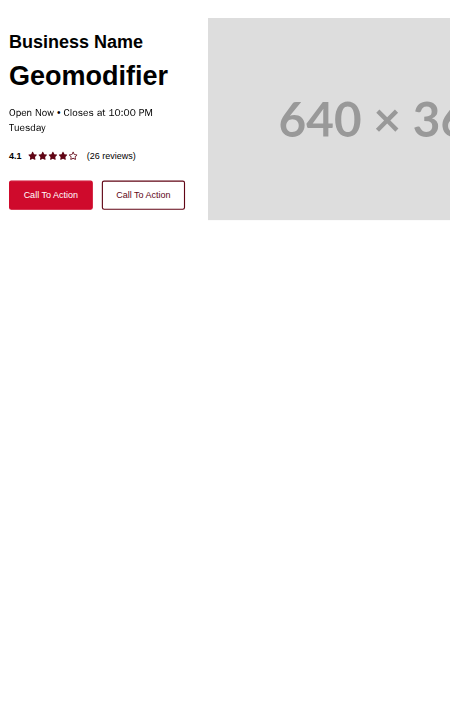 Business Name
Geomodifier
Open Now • Closes at 10:00 PM
Tuesday
4.1 (26 reviews)
Call To Action Call To Action
640 × 36